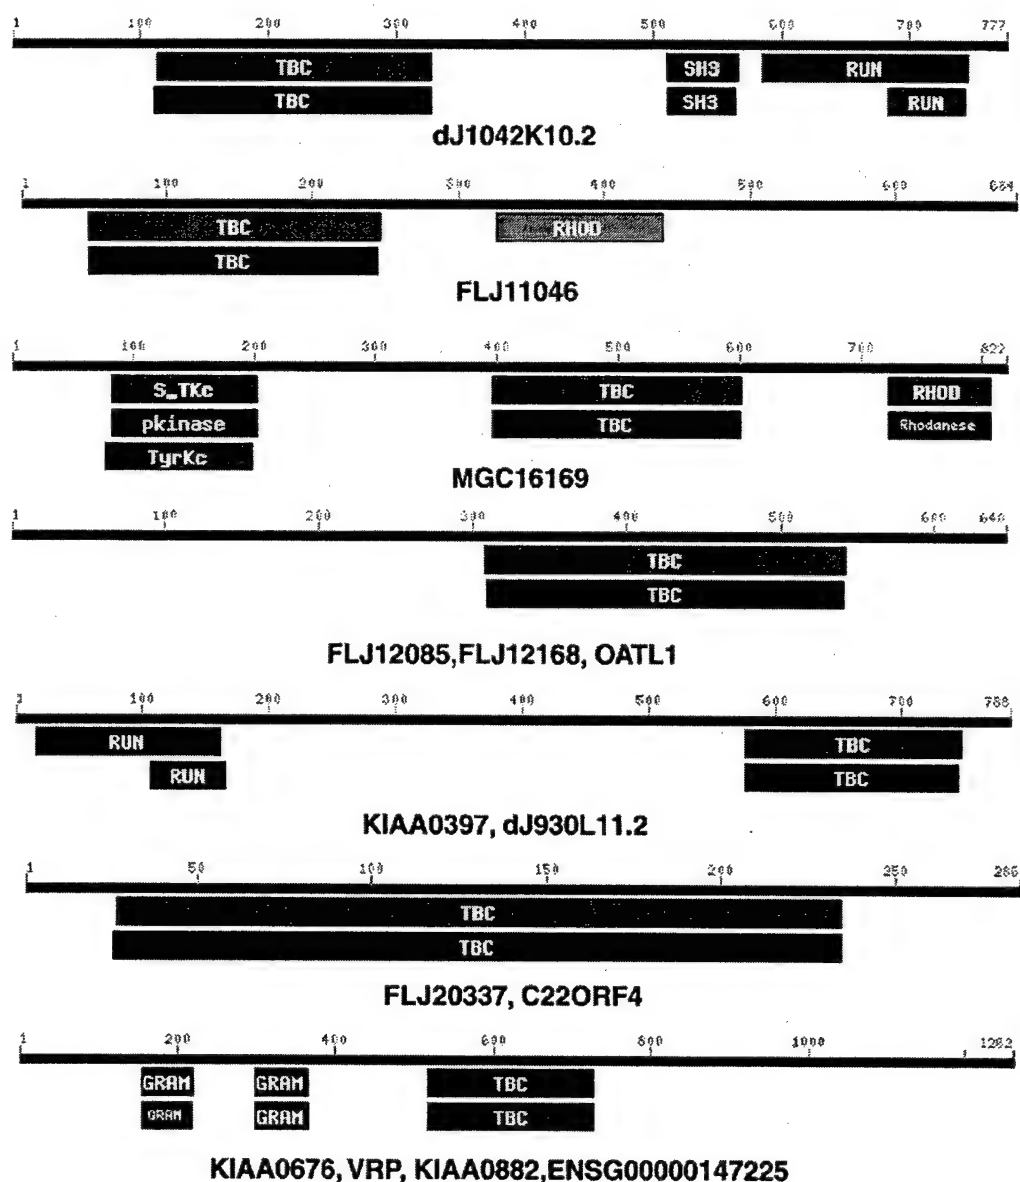 1 100 200 300 400 500 600 700 777
TBC SH3 RUN
TBC SH3 RUN
dJ1042K10.2
1 100 200 300 400 500 600 684
TBC RHOD
TBC
FLJ11046
1 100 200 300 400 500 600 700 822
S_TKc TBC RHOD
pkinase TBC Rhodanese
TyrKc
MGC16169
1 100 200 300 400 500 600 648
TBC
TBC
FLJ12085,FLJ12168, OATL1
1 100 200 300 400 500 600 700 788
RUN TBC
RUN TBC
KIAA0397, dJ930L11.2
1 50 100 150 200 250 286
TBC
TBC
FLJ20337, C22ORF4
1 200 400 600 800 1000 1262
GRAM GRAM TBC
GRAM GRAM TBC
KIAA0676, VRP, KIAA0882,ENSG00000147225